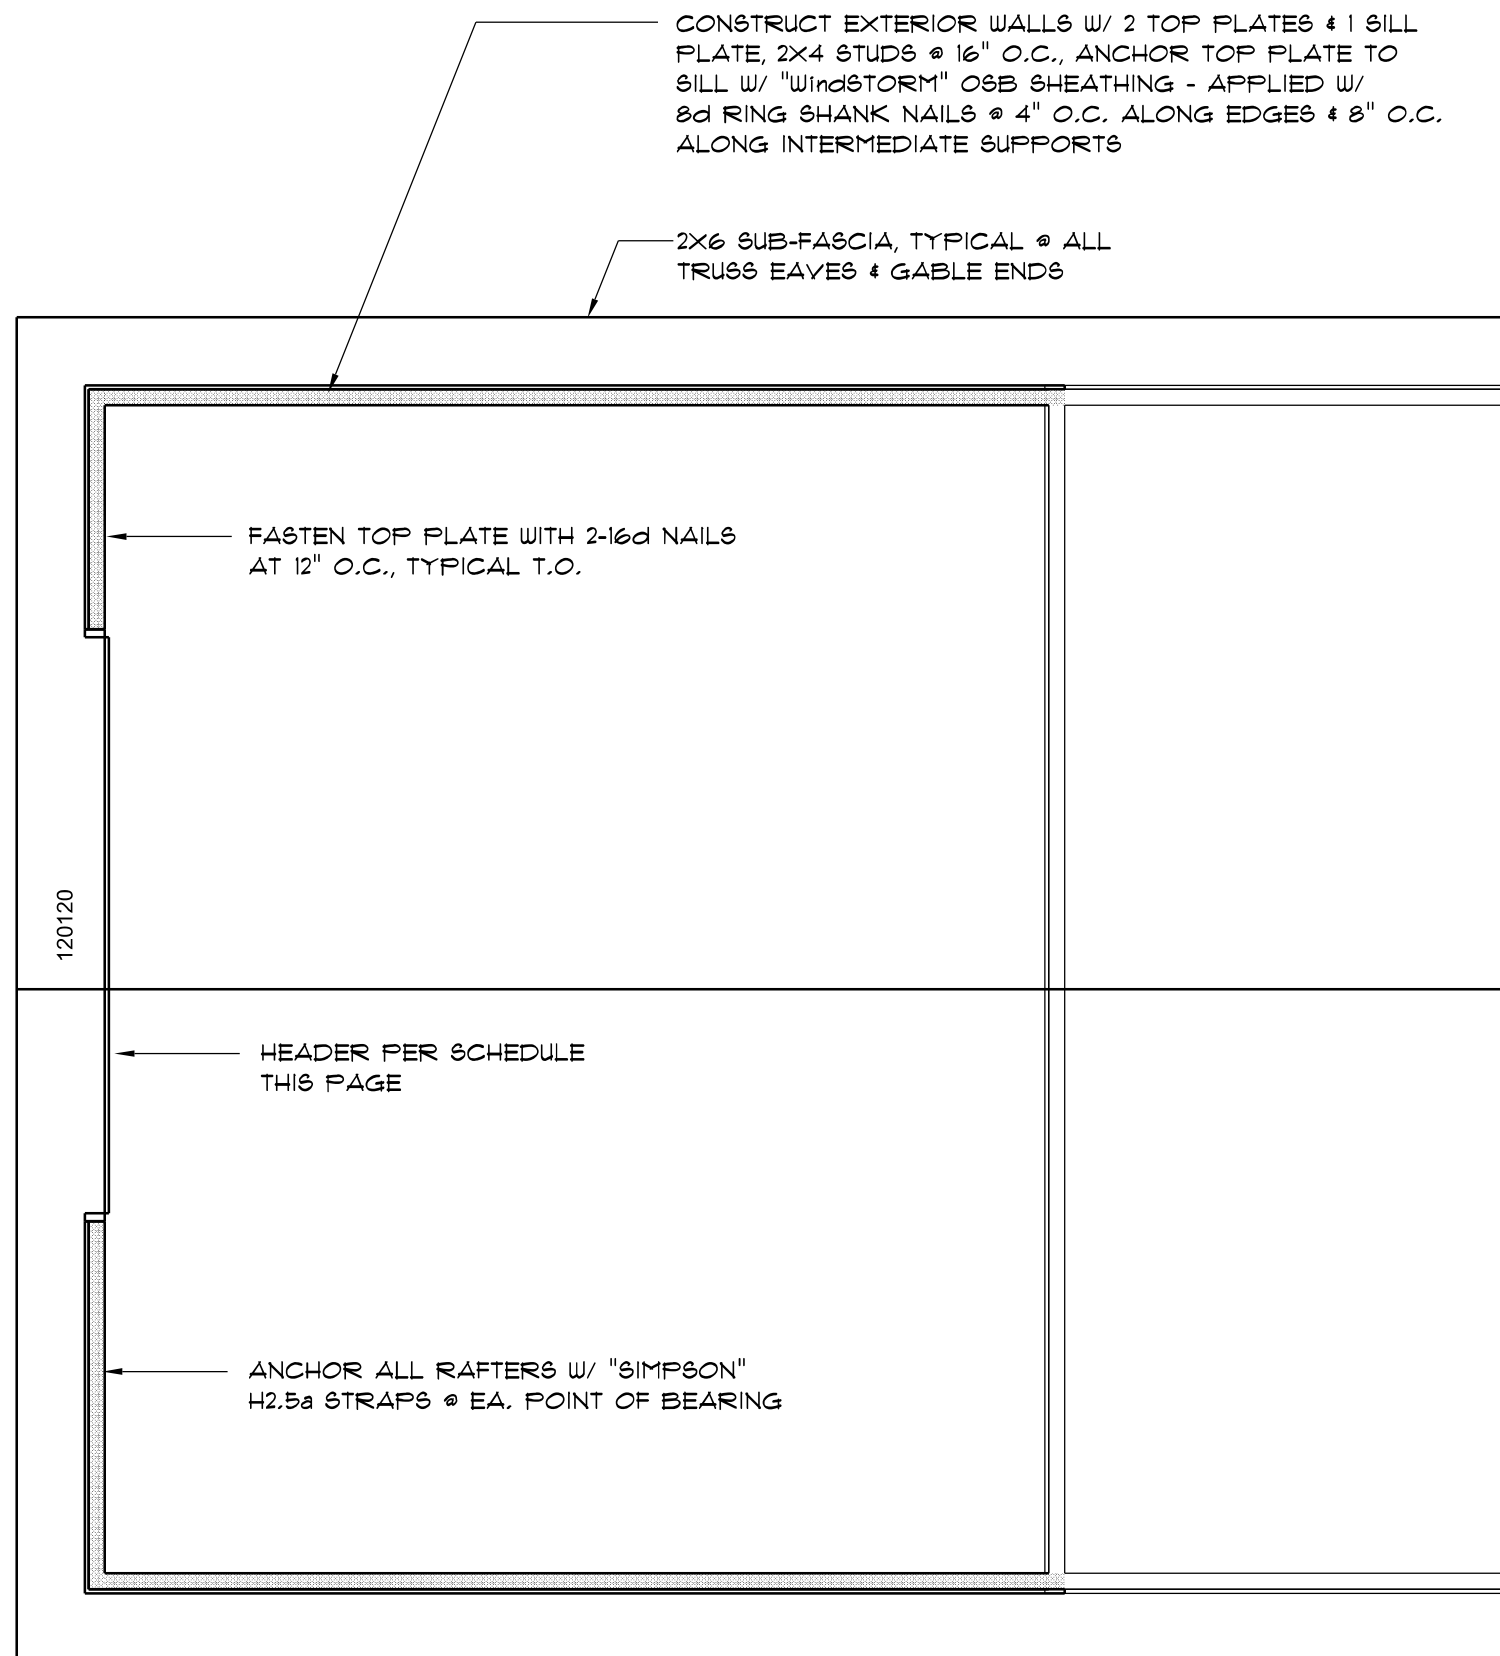 CONSTRUCT EXTERIOR WALLS W/ 2 TOP PLATES & 1 SILL
PLATE, 2X4 STUDS @ 16" O.C., ANCHOR TOP PLATE TO
SILL W/ "WindSTORM" OSB SHEATHING - APPLIED W/
8d RING SHANK NAILS @ 4" O.C. ALONG EDGES & 8" O.C.
ALONG INTERMEDIATE SUPPORTS
2X6 SUB-FASCIA, TYPICAL @ ALL
TRUSS EAVES & GABLE ENDS
FASTEN TOP PLATE WITH 2-16d NAILS
AT 12" O.C., TYPICAL T.O.
120120
HEADER PER SCHEDULE
THIS PAGE
ANCHOR ALL RAFTERS W/ "SIMPSON"
H2.5a STRAPS @ EA. POINT OF BEARING